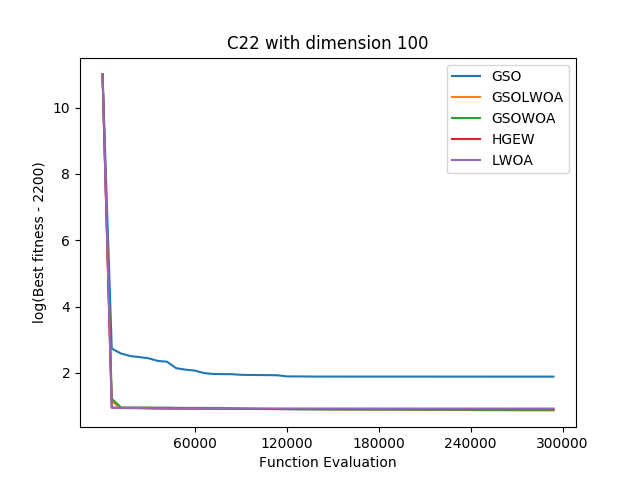 C22 with dimension 100
log(Best fitness - 2200)
10
8
6
4
2
GSO
GSOLWOA
GSOWOA
HGEW
LWOA
60000 120000 180000 240000 300000
Function Evaluation